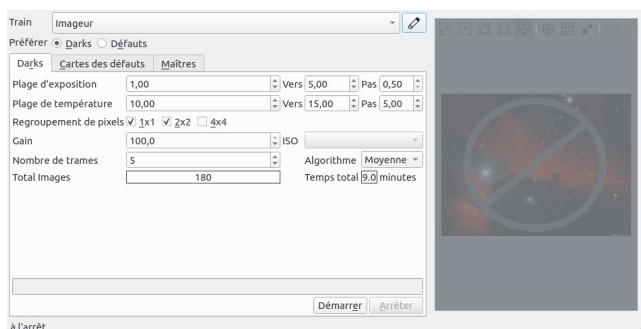 Train Imageur
Préférer Darks Défauts
Darks Cartes des défauts Maîtres
Plage d'exposition 1,00 Vers 5,00 Pas 0,50
Plage de température 10,00 Vers 15,00 Pas 5,00
Regroupement de pixels 1x1 2x2 4x4
Gain 100,0 ISO
Nombre de trames 5 Algorithme Moyenne
Total Images 180 Temps total 9.0 minutes
Démarrer Arrêter
à l'arrêt